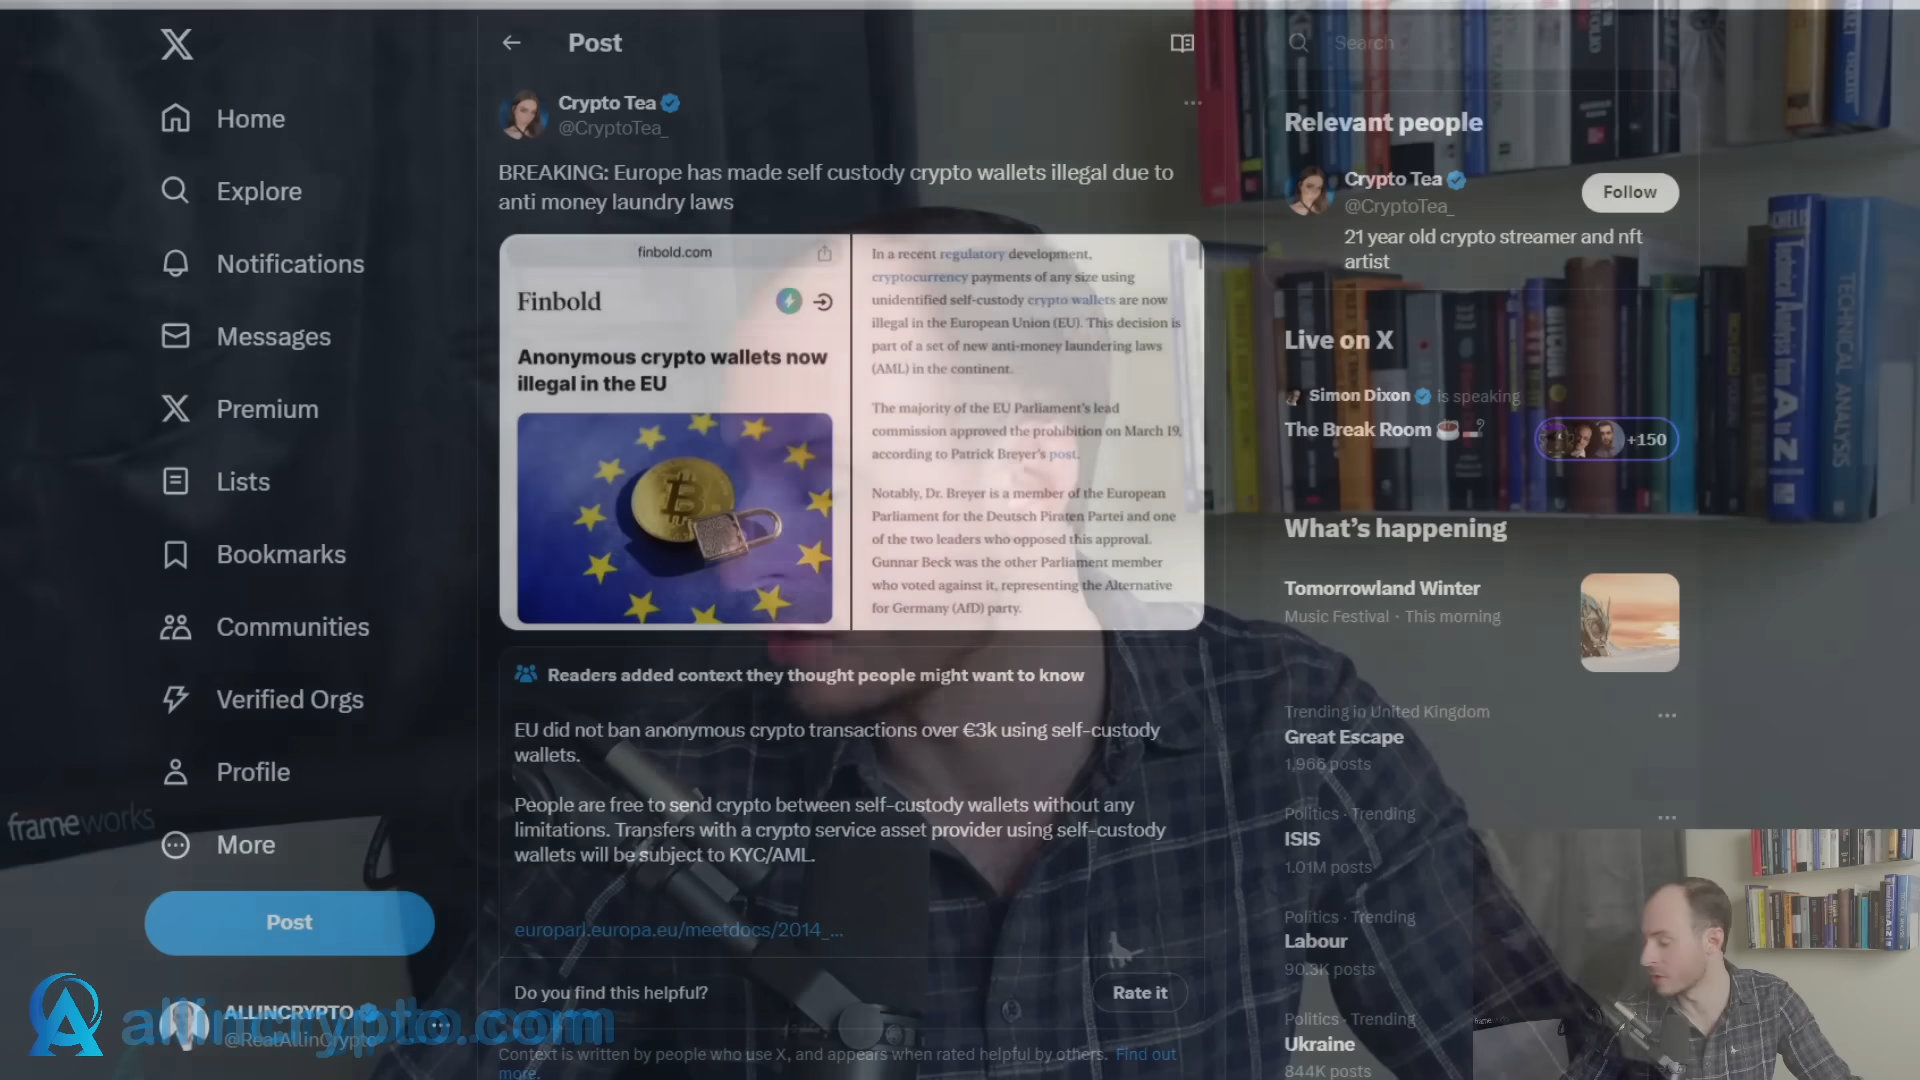 Post
Search
Home
Explore
Notifications
Messages
Premium
Lists
Bookmarks
Communities
Verified Orgs
Profile
More
Post
ALLINCRYPTO
@RealAllinCrypto
allincrypto.com
frameworks
Crypto Tea
@CryptoTea_
BREAKING: Europe has made self custody crypto wallets illegal due to
anti money laundry laws
finbold.com
Finbold
Anonymous crypto wallets now
illegal in the EU
In a recent regulatory development,
cryptocurrency payments of any size using
unidentified self-custody crypto wallets are now
illegal in the European Union (EU). This decision is
part of a set of new anti-money laundering laws
(AML) in the continent.
The majority of the EU Parliament's lead
commission approved the prohibition on March 19,
according to Patrick Breyer's post.
Notably, Dr. Breyer is a member of the European
Parliament for the Deutsch Piraten Partei and one
of the two leaders who opposed this approval.
Gunnar Beck was the other Parliament member
who voted against it, representing the Alternative
for Germany (AfD) party.
Readers added context they thought people might want to know
EU did not ban anonymous crypto transactions over €3k using self-custody
wallets.
People are free to send crypto between self-custody wallets without any
limitations. Transfers with a crypto service asset provider using self-custody
wallets will be subject to KYC/AML.
europarl.europa.eu/meetdocs/2014_...
Do you find this helpful?
Rate it
Context is written by people who use X, and appears when rated helpful by others. Find out
more.
Relevant people
Crypto Tea
@CryptoTea_
Follow
21 year old crypto streamer and nft
artist
Live on X
Simon Dixon is speaking
The Break Room
+150
What's happening
Tomorrowland Winter
Music Festival · This morning
Trending in United Kingdom
Great Escape
1,966 posts
Politics · Trending
ISIS
1.01M posts
Politics · Trending
Labour
90.3K posts
Politics · Trending
Ukraine
844K posts
TECHNICAL ANALYSIS
from A to Z